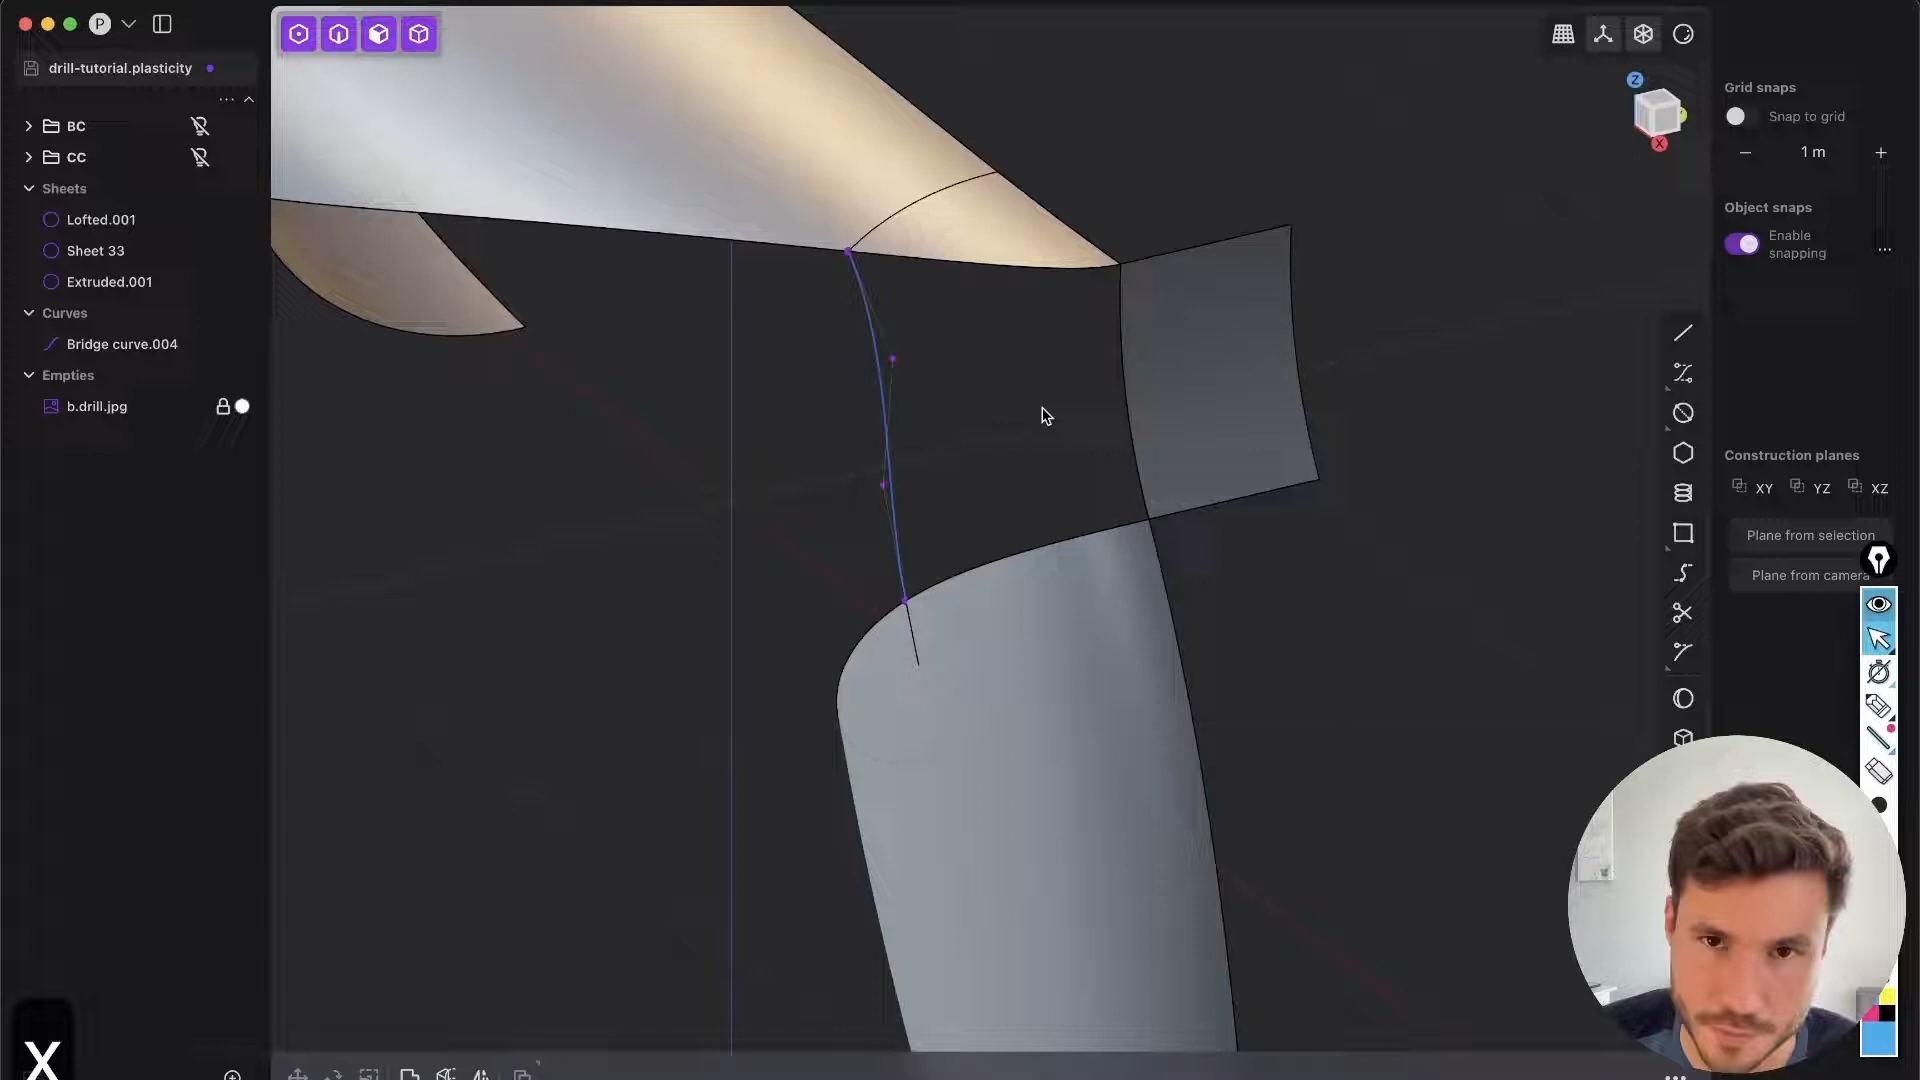 P
drill-tutorial.plasticity
BC
CC
Sheets
Lofted.001
Sheet 33
Extruded.001
Curves
Bridge curve.004
Empties
b.drill.jpg
X
Z
X
Grid snaps
Snap to grid
1 m
Object snaps
Enable
snapping
Construction planes
XY YZ XZ
Plane from selection
Plane from camera